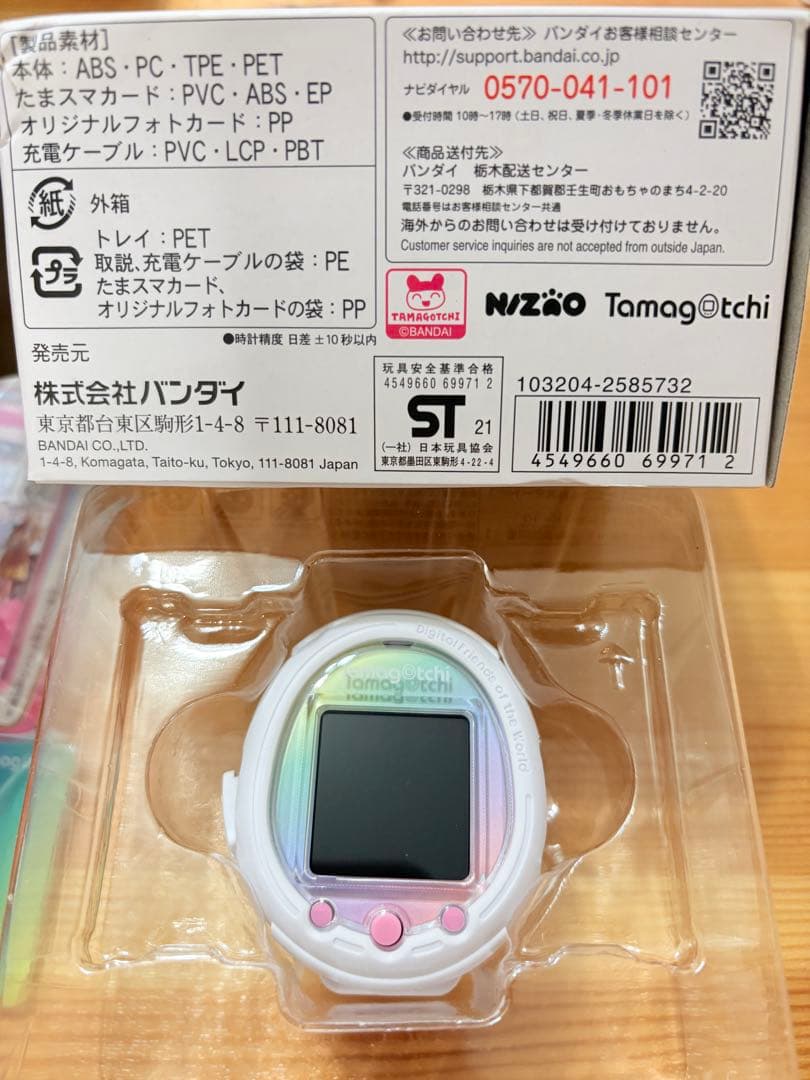 [製品素材]
本体：ABS・PC・TPE・PET
たまスマカード：PVC・ABS・EP
オリジナルフォトカード：PP
充電ケーブル：PVC・LCP・PBT
紙
外箱
プラ
トレイ：PET
取説、充電ケーブルの袋：PE
たまスマカード、
オリジナルフォトカードの袋：PP
●時計精度 日差 ±10秒以内
発売元
株式会社バンダイ
東京都台東区駒形1-4-8 〒111-8081
BANDAI CO.,LTD.
1-4-8, Komagata, Taito-ku, Tokyo, 111-8081 Japan
≪お問い合わせ先≫ バンダイお客様相談センター
http://support.bandai.co.jp
ナビダイヤル 0570-041-101
●受付時間 10時〜17時 (土日、祝日、夏季・冬季休業日を除く)
≪商品送付先≫
バンダイ 栃木配送センター
〒321-0298 栃木県下都賀郡壬生町おもちゃのまち4-2-20
電話番号はお客様相談センター共通
海外からのお問い合わせは受け付けておりません。
Customer service inquiries are not accepted from outside Japan.
TAMAGOTCHI
©BANDAI
NIZOO
Tamagotchi
玩具安全基準合格
4549660 69971 2
ST 21
(一社) 日本玩具協会
東京都墨田区東駒形4-22-4
103204-2585732
4549660 699712
Digital Friends of the World
Tamagotchi